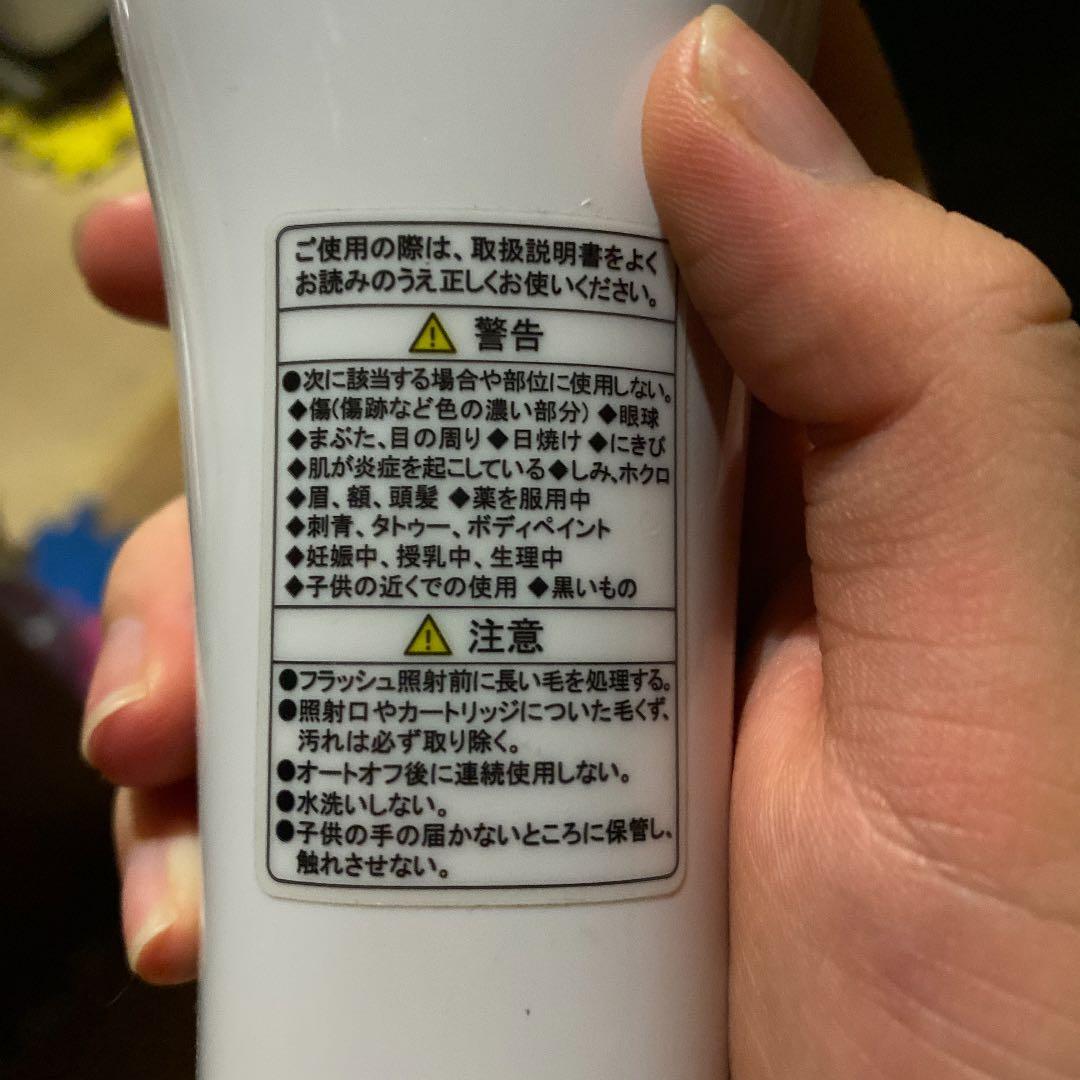 ご使用の際は、取扱説明書をよく
お読みのうえ正しくお使いください。
警告
●次に該当する場合や部位に使用しない。
◆傷(傷跡など色の濃い部分) ◆眼球
◆まぶた、目の周り ◆日焼け ◆にきび
◆肌が炎症を起こしている ◆しみ、ホクロ
◆眉、額、頭髪 ◆薬を服用中
◆刺青、タトゥー、ボディペイント
◆妊娠中、授乳中、生理中
◆子供の近くでの使用 ◆黒いもの
注意
●フラッシュ照射前に長い毛を処理する。
●照射口やカートリッジについた毛くず、
汚れは必ず取り除く。
●オートオフ後に連続使用しない。
●水洗いしない。
●子供の手の届かないところに保管し、
触れさせない。